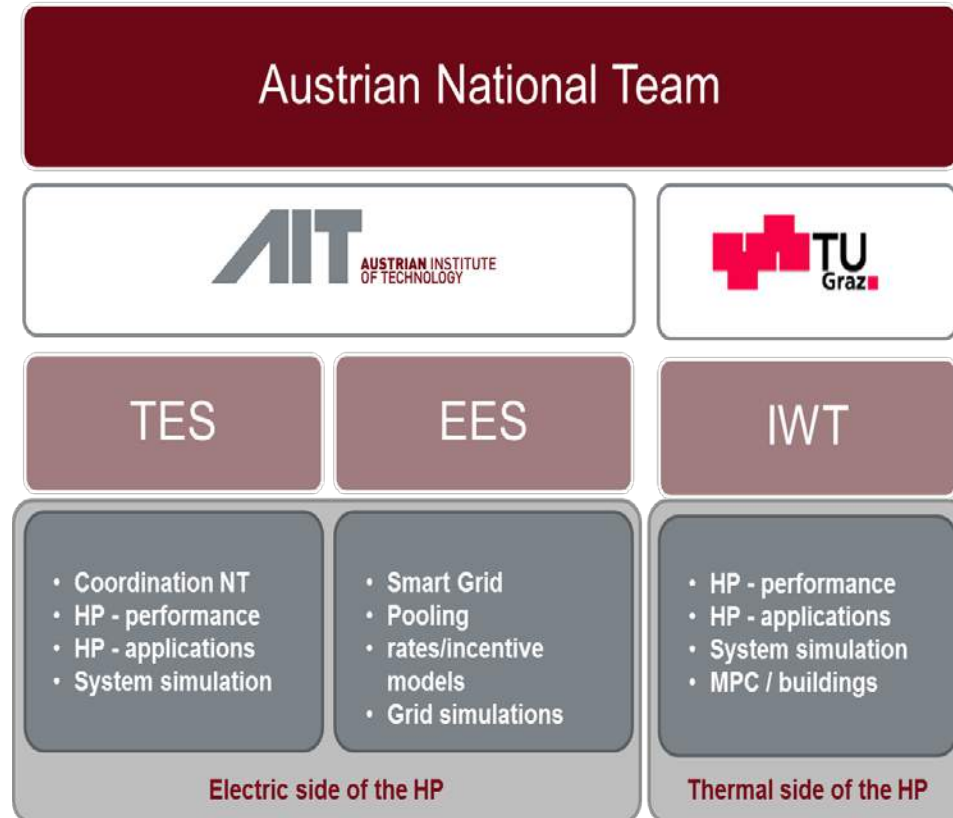 Austrian National Team
AIT
AUSTRIAN INSTITUTE
OF TECHNOLOGY
TU
Graz
TES
EES
IWT
• Coordination NT
• HP - performance
• HP - applications
• System simulation
• Smart Grid
• Pooling
• rates/incentive
models
• Grid simulations
• HP - performance
• HP - applications
• System simulation
• MPC / buildings
Electric side of the HP
Thermal side of the HP